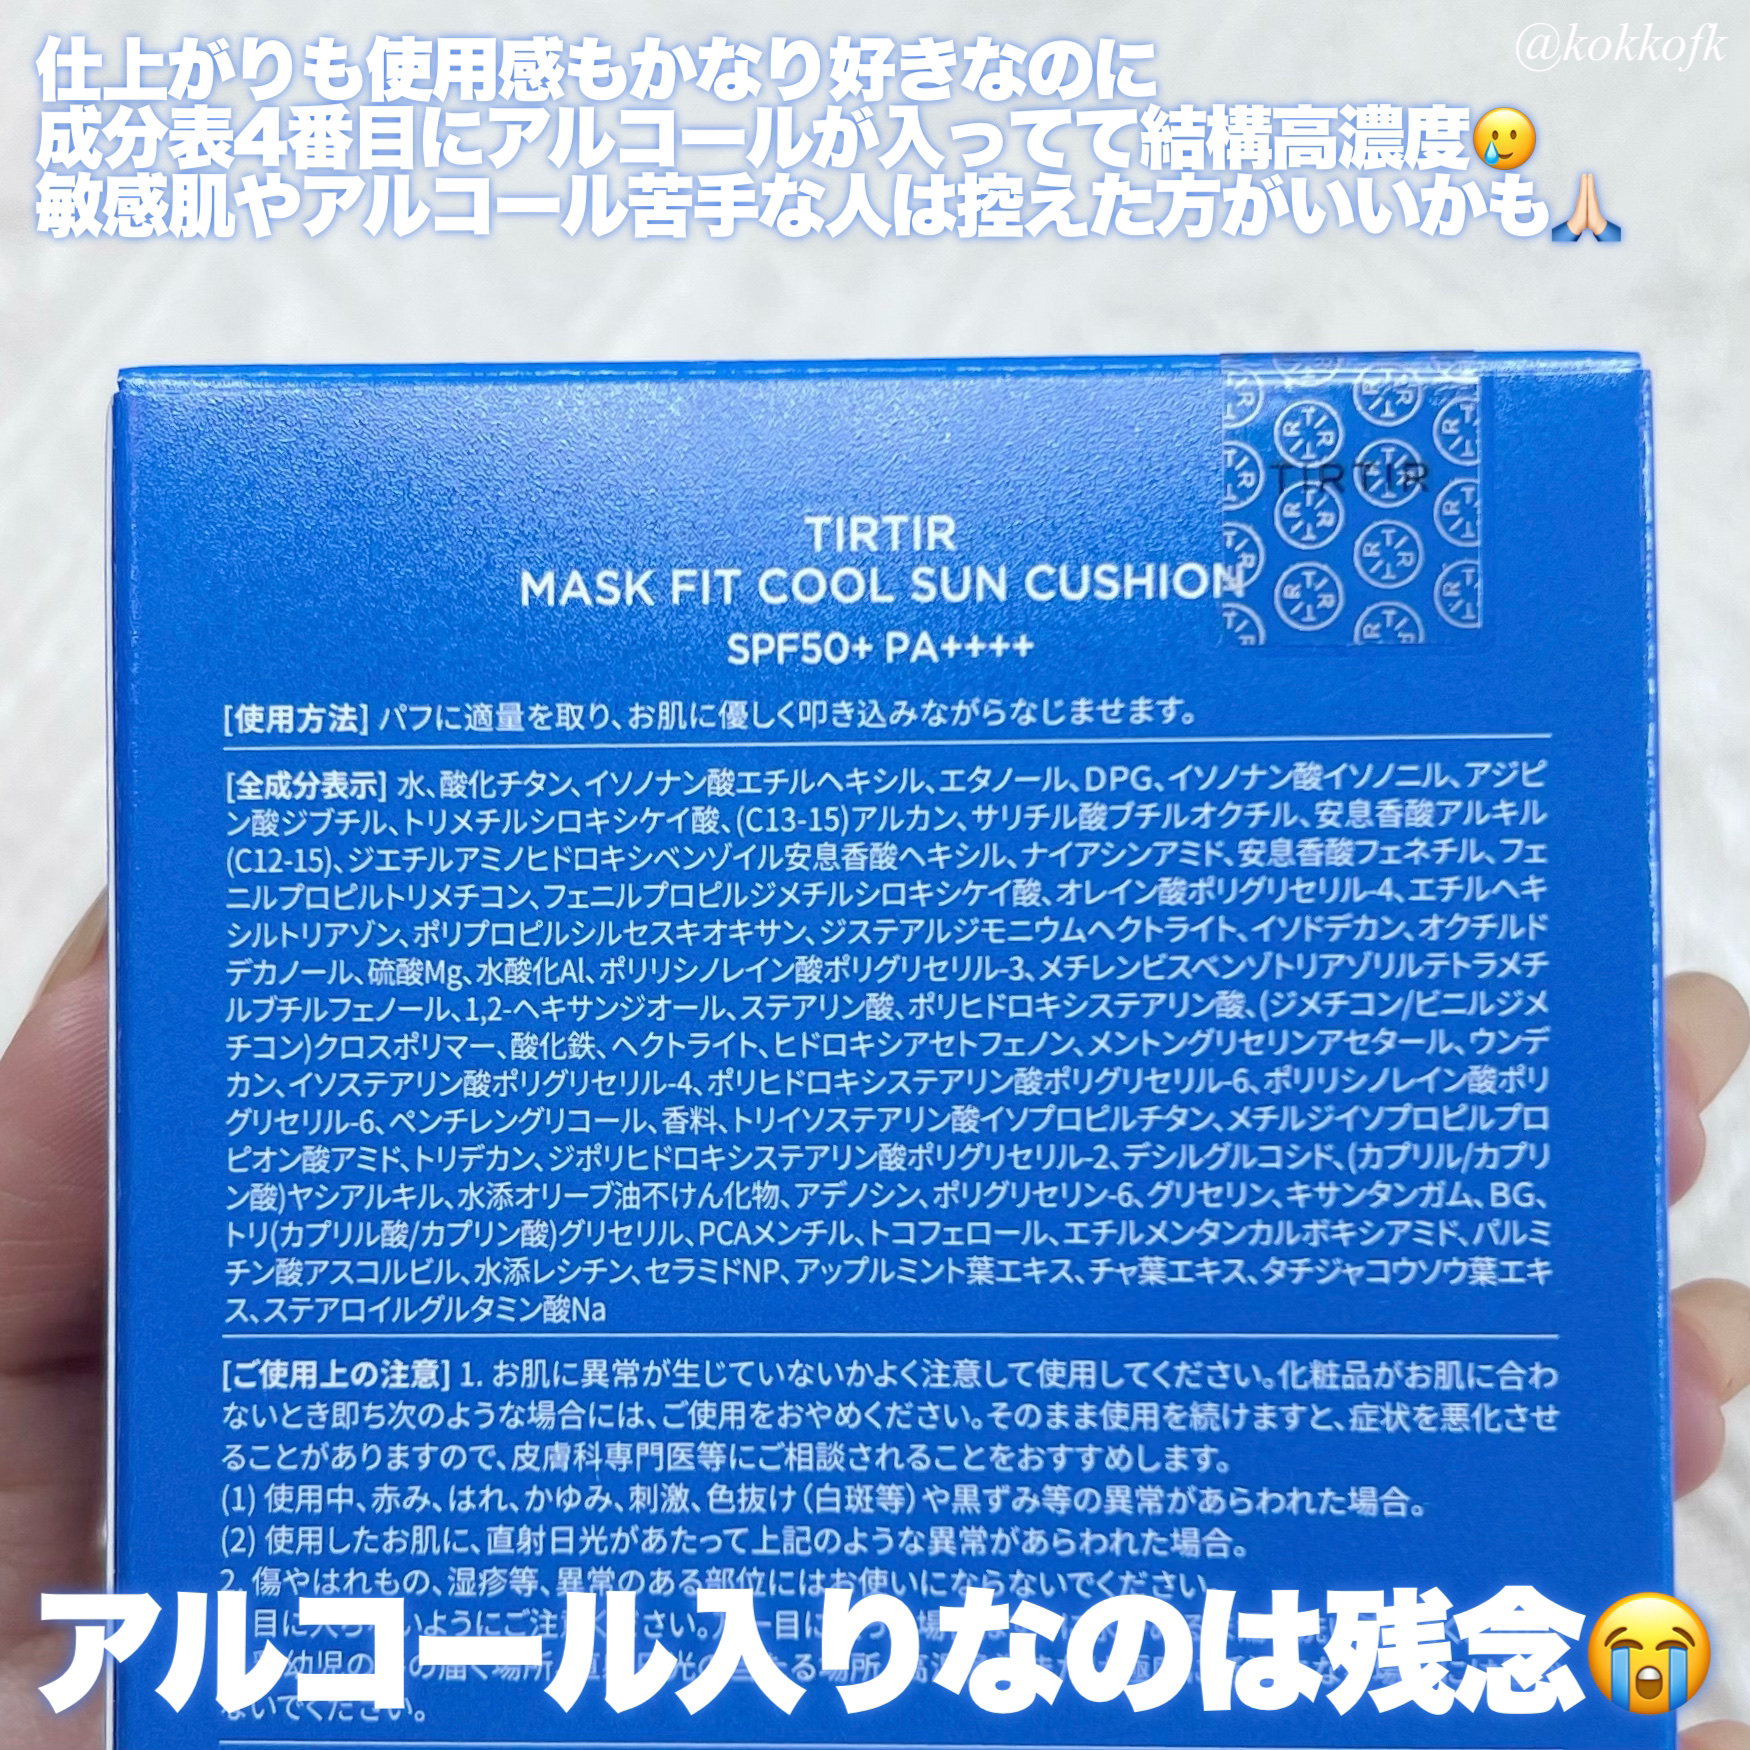 @kokkofk
仕上がりも使用感もかなり好きなのに
成分表4番目にアルコールが入ってて結構高濃度🥲
敏感肌やアルコール苦手な人は控えた方がいいかも🙏🏻
TIRTIR
TIRTIR
MASK FIT COOL SUN CUSHION
SPF50+ PA++++
[使用方法] パフに適量を取り、お肌に優しく叩き込みながらなじませます。
[全成分表示] 水、酸化チタン、イソノナン酸エチルヘキシル、エタノール、DPG、イソノナン酸イソノニル、アジピ
ン酸ジブチル、トリメチルシロキシケイ酸、(C13-15)アルカン、サリチル酸ブチルオクチル、安息香酸アルキル
(C12-15)、ジエチルアミノヒドロキシベンゾイル安息香酸ヘキシル、ナイアシンアミド、安息香酸フェネチル、フェ
ニルプロピルトリメチコン、フェニルプロピルジメチルシロキシケイ酸、オレイン酸ポリグリセリル-4、エチルヘキ
シルトリアゾン、ポリプロピルシルセスキオキサン、ジステアルジモニウムヘクトライト、イソドデカン、オクチルド
デカノール、硫酸Mg、水酸化Al、ポリリシノレイン酸ポリグリセリル-3、メチレンビスベンゾトリアゾリルテトラメチ
ルブチルフェノール、1,2-ヘキサンジオール、ステアリン酸、ポリヒドロキシステアリン酸、(ジメチコン/ビニルジメ
チコン)クロスポリマー、酸化鉄、ヘクトライト、ヒドロキシアセトフェノン、メントングリセリンアセタール、ウンデ
カン、イソステアリン酸ポリグリセリル-4、ポリヒドロキシステアリン酸ポリグリセリル-6、ポリリシノレイン酸ポリ
グリセリル-6、ペンチレングリコール、香料、トリイソステアリン酸イソプロピルチタン、メチルジイソプロピルプロ
ピオン酸アミド、トリデカン、ジポリヒドロキシステアリン酸ポリグリセリル-2、デシルグルコシド、(カプリル/カプリ
ン酸)ヤシアルキル、水添オリーブ油不けん化物、アデノシン、ポリグリセリン-6、グリセリン、キサンタンガム、BG、
トリ(カプリル酸/カプリン酸)グリセリル、PCAメンチル、トコフェロール、エチルメンタンカルボキシアミド、パルミ
チン酸アスコルビル、水添レシチン、セラミドNP、アップルミント葉エキス、チャ葉エキス、タチジャコウソウ葉エキ
ス、ステアロイルグルタミン酸Na
[ご使用上の注意] 1. お肌に異常が生じていないかよく注意して使用してください。化粧品がお肌に合わ
ないとき即ち次のような場合には、ご使用をおやめください。そのまま使用を続けますと、症状を悪化させ
ることがありますので、皮膚科専門医等にご相談されることをおすすめします。
(1) 使用中、赤み、はれ、かゆみ、刺激、色抜け(白斑等)や黒ずみ等の異常があらわれた場合。
(2) 使用したお肌に、直射日光があたって上記のような異常があらわれた場合。
2. 傷やはれもの、湿疹等、異常のある部位にはお使いにならないでください
アルコール入りなのは残念😭
ないでください。